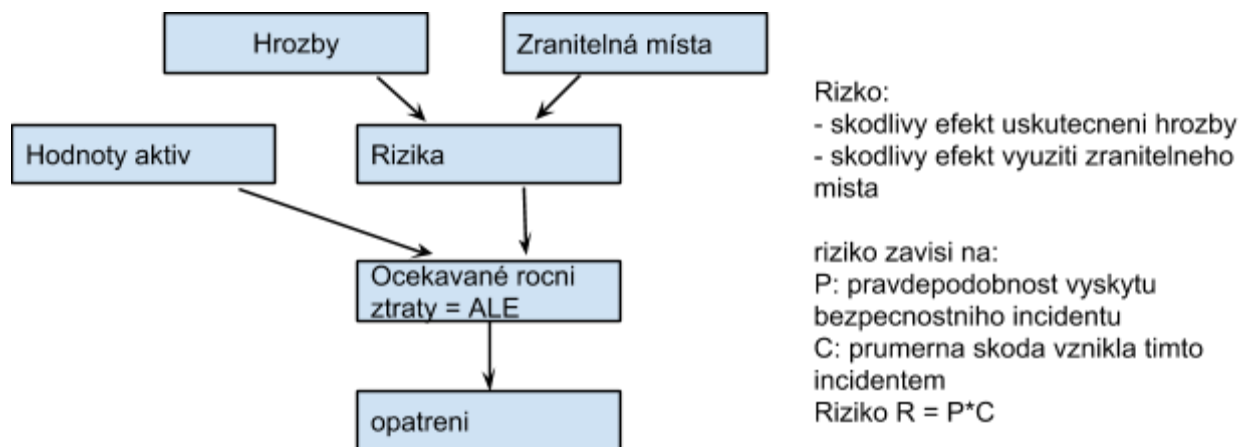 Hrozby
Zranitelná místa
Hodnoty aktiv
Rizika
Ocekavané rocni
ztraty = ALE
opatreni
Rizko:
- skodlivy efekt uskutecneni hrozby
- skodlivy efekt vyuziti zranitelneho
mista
riziko zavisi na:
P: pravdepodobnost vyskytu
bezpecnostniho incidentu
C: prumerna skoda vznikla timto
incidentem
Riziko R = P*C